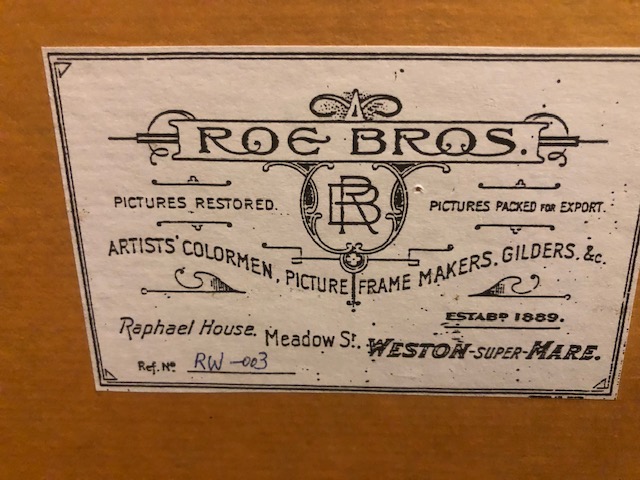 ROE BROS.
RB
PICTURES RESTORED.
PICTURES PACKED FOR EXPORT.
ARTISTS' COLORMEN, PICTURE FRAME MAKERS, GILDERS, &c.
ESTABD 1889.
Raphael House, Meadow St. WESTON-SUPER-MARE.
Ref. No RW-003